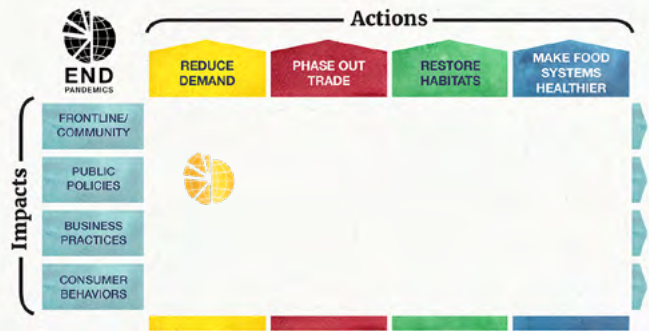 Actions
END
PANDEMICS
REDUCE
DEMAND
PHASE OUT
TRADE
RESTORE
HABITATS
MAKE FOOD
SYSTEMS
HEALTHIER
Impacts
FRONTLINE/
COMMUNITY
PUBLIC
POLICIES
BUSINESS
PRACTICES
CONSUMER
BEHAVIORS